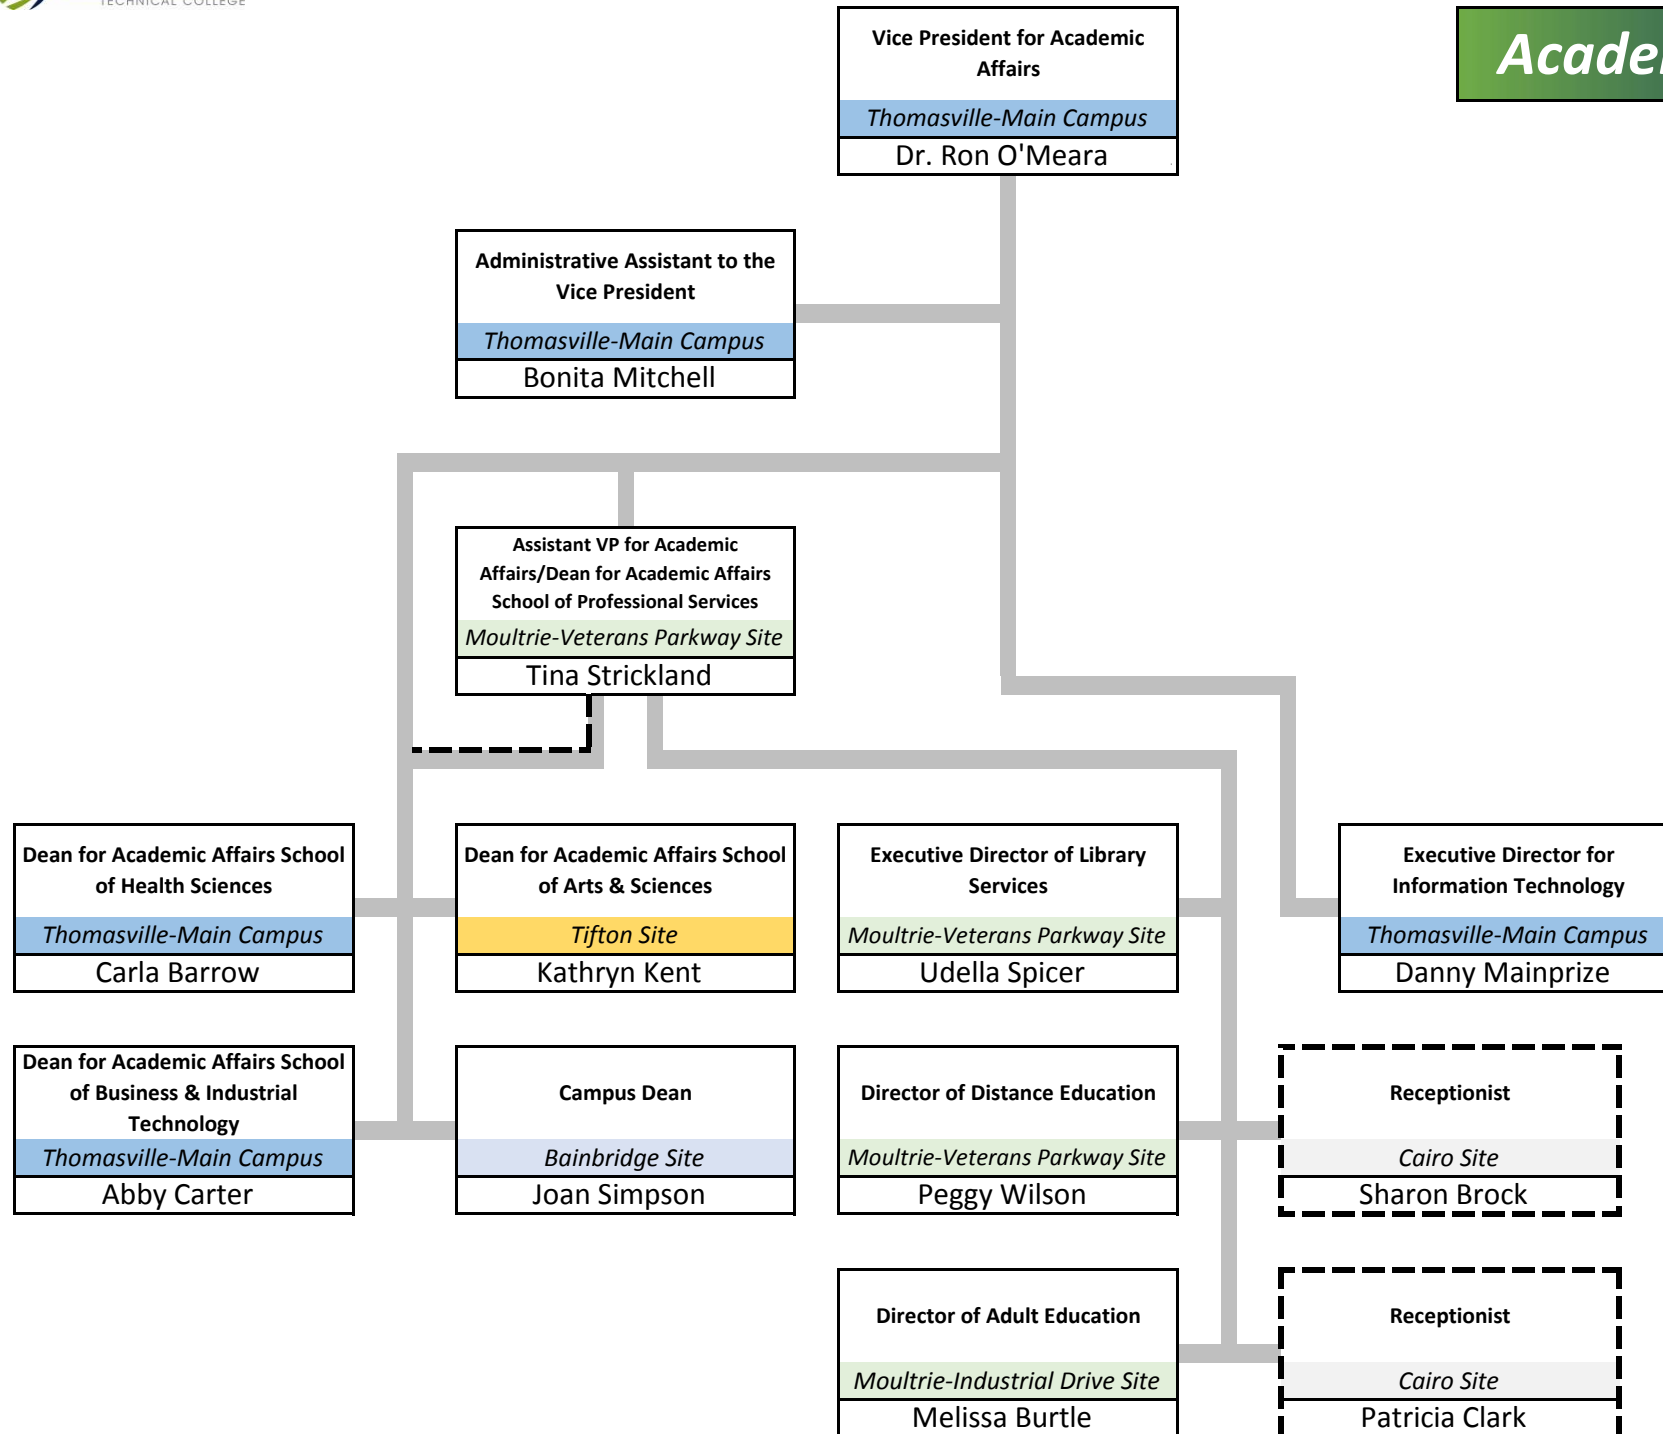 TECHNICAL COLLEGE
Vice President for Academic
Affairs
Thomasville-Main Campus
Dr. Ron O'Meara
Administrative Assistant to the
Vice President
Thomasville-Main Campus
Bonita Mitchell
Assistant VP for Academic
Affairs/Dean for Academic Affairs
School of Professional Services
Moultrie-Veterans Parkway Site
Tina Strickland
Dean for Academic Affairs School
of Health Sciences
Thomasville-Main Campus
Carla Barrow
Dean for Academic Affairs School
of Arts & Sciences
Tifton Site
Kathryn Kent
Executive Director of Library
Services
Moultrie-Veterans Parkway Site
Udella Spicer
Executive Director for
Information Technology
Thomasville-Main Campus
Danny Mainprize
Dean for Academic Affairs School
of Business & Industrial
Technology
Thomasville-Main Campus
Abby Carter
Campus Dean
Bainbridge Site
Joan Simpson
Director of Distance Education
Moultrie-Veterans Parkway Site
Peggy Wilson
Receptionist
Cairo Site
Sharon Brock
Director of Adult Education
Moultrie-Industrial Drive Site
Melissa Burtle
Receptionist
Cairo Site
Patricia Clark